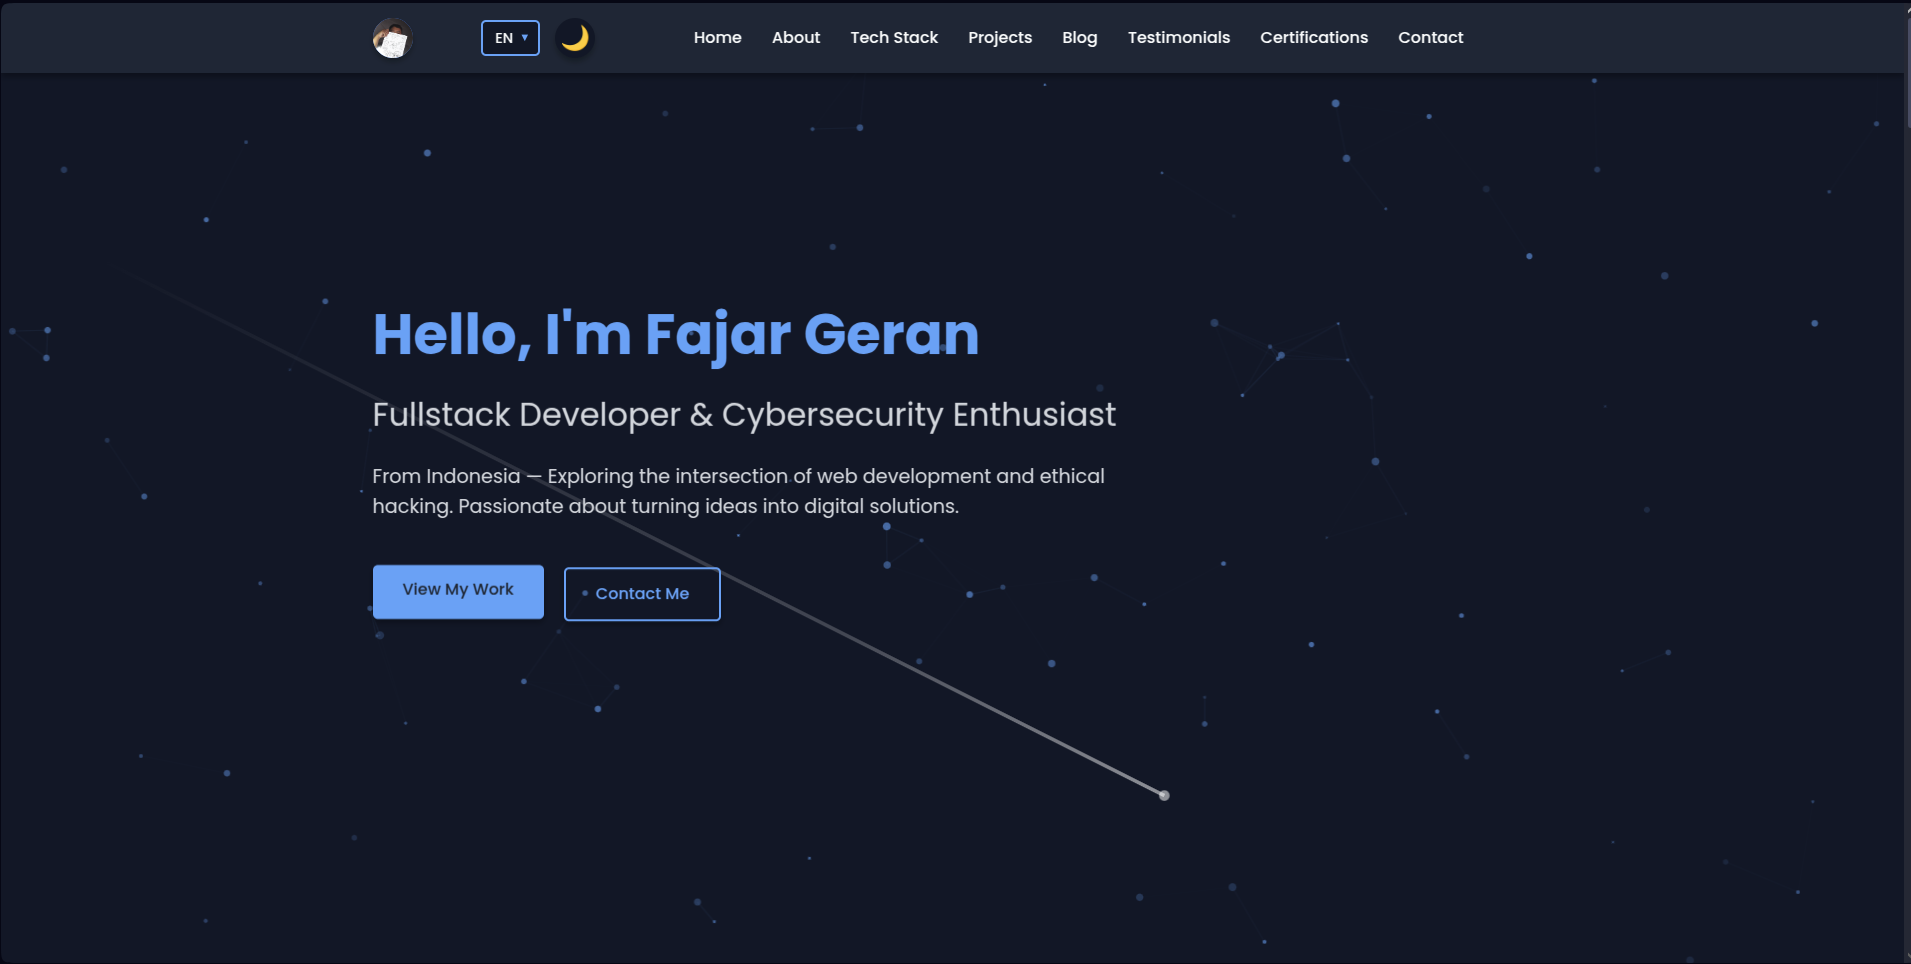 EN
Home
About
Tech Stack
Projects
Blog
Testimonials
Certifications
Contact
Hello, I'm Fajar Geran
Fullstack Developer & Cybersecurity Enthusiast
From Indonesia — Exploring the intersection of web development and ethical
hacking. Passionate about turning ideas into digital solutions.
View My Work
Contact Me